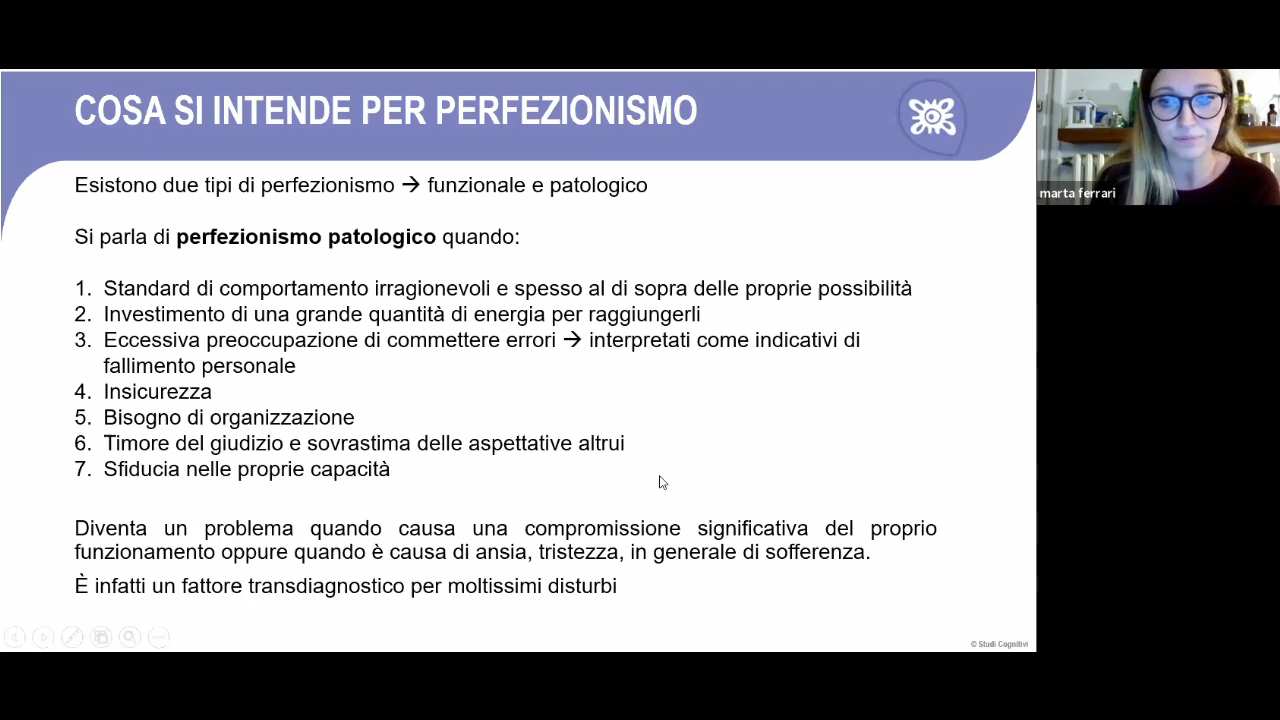 COSA SI INTENDE PER PERFEZIONISMO
Esistono due tipi di perfezionismo → funzionale e patologico
Si parla di perfezionismo patologico quando:
1. Standard di comportamento irragionevoli e spesso al di sopra delle proprie possibilità
2. Investimento di una grande quantità di energia per raggiungerli
3. Eccessiva preoccupazione di commettere errori → interpretati come indicativi di
fallimento personale
4. Insicurezza
5. Bisogno di organizzazione
6. Timore del giudizio e sovrastima delle aspettative altrui
7. Sfiducia nelle proprie capacità
Diventa un problema quando causa una compromissione significativa del proprio
funzionamento oppure quando è causa di ansia, tristezza, in generale di sofferenza.
È infatti un fattore transdiagnostico per moltissimi disturbi
© Studi Cognitivi
marta ferrari